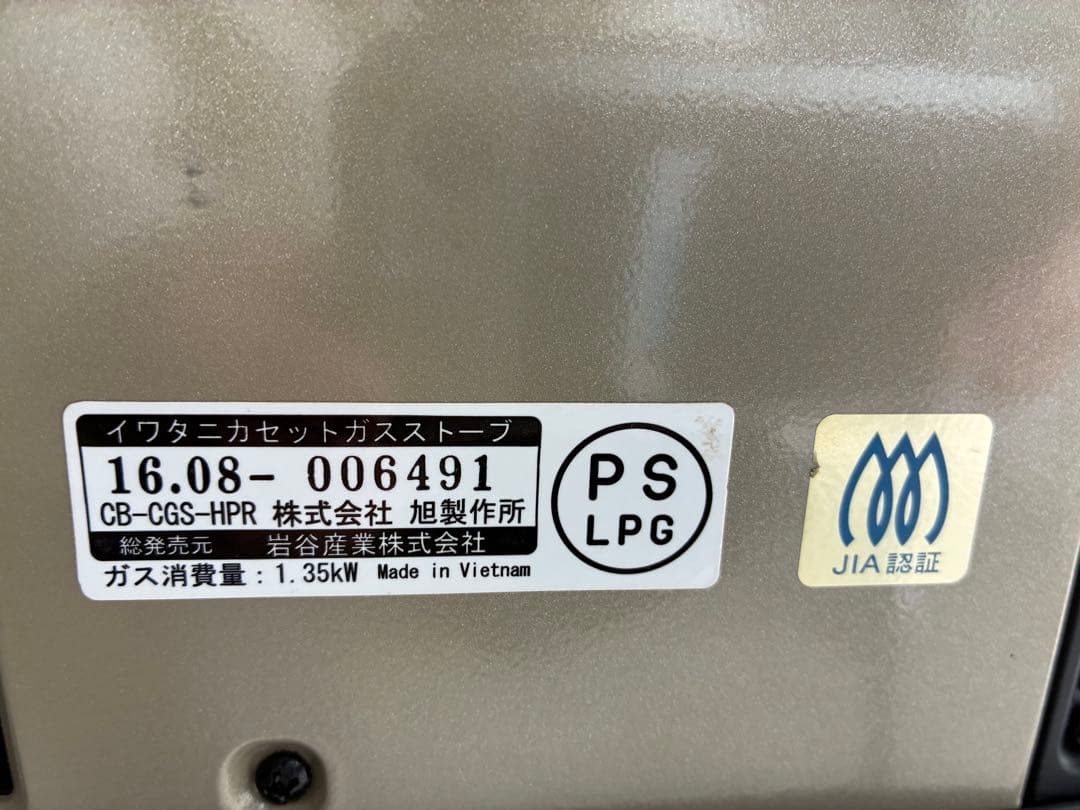 イワタニカセットガスストーブ
16.08- 006491
CB-CGS-HPR 株式会社 旭製作所
総発売元 岩谷産業株式会社
ガス消費量：1.35kW Made in Vietnam
PS
LPG
JIA認証